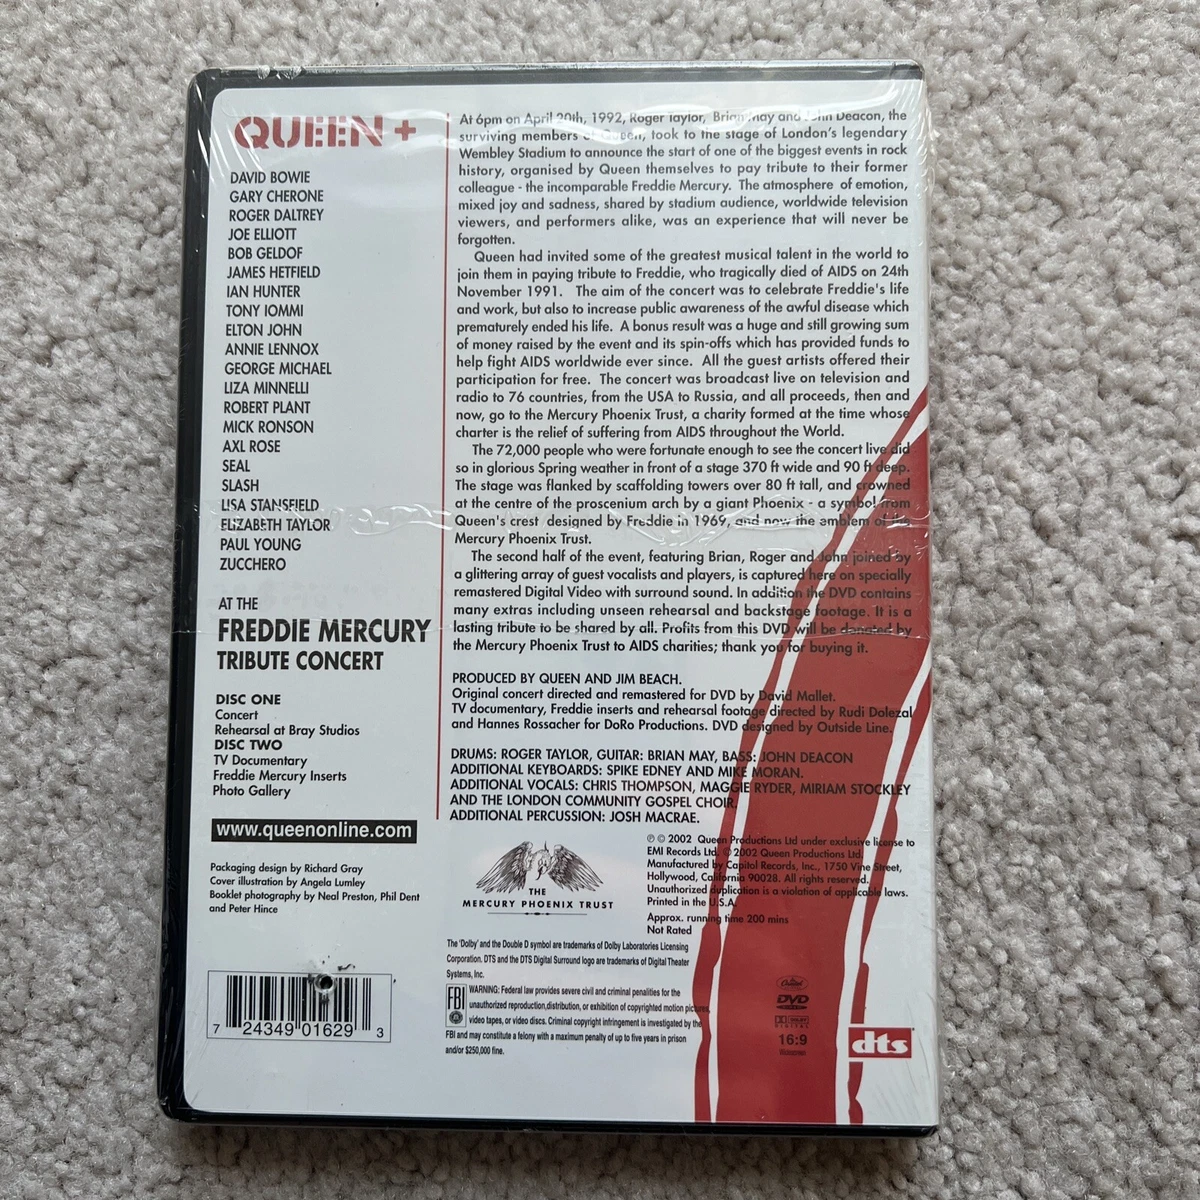 QUEEN +
DAVID BOWIE
GARY CHERONE
ROGER DALTREY
JOE ELLIOTT
BOB GELDOF
JAMES HETFIELD
IAN HUNTER
TONY IOMMI
ELTON JOHN
ANNIE LENNOX
GEORGE MICHAEL
LIZA MINNELLI
ROBERT PLANT
MICK RONSON
AXL ROSE
SEAL
SLASH
LISA STANSFIELD
ELIZABETH TAYLOR
PAUL YOUNG
ZUCCHERO
AT THE
FREDDIE MERCURY
TRIBUTE CONCERT
DISC ONE
Concert
Rehearsal at Bray Studios
DISC TWO
TV Documentary
Freddie Mercury Inserts
Photo Gallery
www.queenonline.com
Packaging design by Richard Gray
Cover illustration by Angela Lumley
Booklet photography by Neal Preston, Phil Dent
and Peter Hince
7 24349 01629 3
At 6pm on April 20th, 1992, Roger Taylor, Brian May and John Deacon, the
surviving members of Queen, took to the stage of London's legendary
Wembley Stadium to announce the start of one of the biggest events in rock
history, organised by Queen themselves to pay tribute to their former
colleague - the incomparable Freddie Mercury. The atmosphere of emotion,
mixed joy and sadness, shared by stadium audience, worldwide television
viewers, and performers alike, was an experience that will never be
forgotten.
Queen had invited some of the greatest musical talent in the world to
join them in paying tribute to Freddie, who tragically died of AIDS on 24th
November 1991. The aim of the concert was to celebrate Freddie's life
and work, but also to increase public awareness of the awful disease which
prematurely ended his life. A bonus result was a huge and still growing sum
of money raised by the event and its spin-offs which has provided funds to
help fight AIDS worldwide ever since. All the guest artists offered their
participation for free. The concert was broadcast live on television and
radio to 76 countries, from the USA to Russia, and all proceeds, then and
now, go to the Mercury Phoenix Trust, a charity formed at the time whose
charter is the relief of suffering from AIDS throughout the World.
The 72,000 people who were fortunate enough to see the concert live did
so in glorious Spring weather in front of a stage 370 ft wide and 90 ft deep.
The stage was flanked by scaffolding towers over 80 ft tall, and crowned
at the centre of the proscenium arch by a giant Phoenix - a symbol from
Queen's crest designed by Freddie in 1969, and now the emblem of the
Mercury Phoenix Trust.
The second half of the event, featuring Brian, Roger and John joined by
a glittering array of guest vocalists and players, is captured here on specially
remastered Digital Video with surround sound. In addition the DVD contains
many extras including unseen rehearsal and backstage footage. It is a
lasting tribute to be shared by all. Profits from this DVD will be donated by
the Mercury Phoenix Trust to AIDS charities; thank you for buying it.
PRODUCED BY QUEEN AND JIM BEACH.
Original concert directed and remastered for DVD by David Mallet.
TV documentary, Freddie inserts and rehearsal footage directed by Rudi Dolezal
and Hannes Rossacher for DoRo Productions. DVD designed by Outside Line.
DRUMS: ROGER TAYLOR, GUITAR: BRIAN MAY, BASS: JOHN DEACON
ADDITIONAL KEYBOARDS: SPIKE EDNEY AND MIKE MORAN.
ADDITIONAL VOCALS: CHRIS THOMPSON, MAGGIE RYDER, MIRIAM STOCKLEY
AND THE LONDON COMMUNITY GOSPEL CHOIR.
ADDITIONAL PERCUSSION: JOSH MACRAE.
THE
MERCURY PHOENIX TRUST
℗ © 2002 Queen Productions Ltd under exclusive license to
EMI Records Ltd. © 2002 Queen Productions Ltd.
Manufactured by Capitol Records, Inc., 1750 Vine Street,
Hollywood, California 90028. All rights reserved.
Unauthorized duplication is a violation of applicable laws.
Printed in the U.S.A.
Approx. running time 200 mins
Not Rated
The 'Dolby' and the Double D symbol are trademarks of Dolby Laboratories Licensing
Corporation. DTS and the DTS Digital Surround logo are trademarks of Digital Theater
Systems, Inc.
FBI
WARNING: Federal law provides severe civil and criminal penalties for the
unauthorized reproduction,distribution, or exhibition of copyrighted motion pictures,
video tapes, or video discs. Criminal copyright infringement is investigated by the
FBI and may constitute a felony with a maximum penalty of up to five years in prison
and/or $250,000 fine.
Capitol
DVD
VIDEO
DOLBY
DIGITAL
16:9
Widescreen
dts